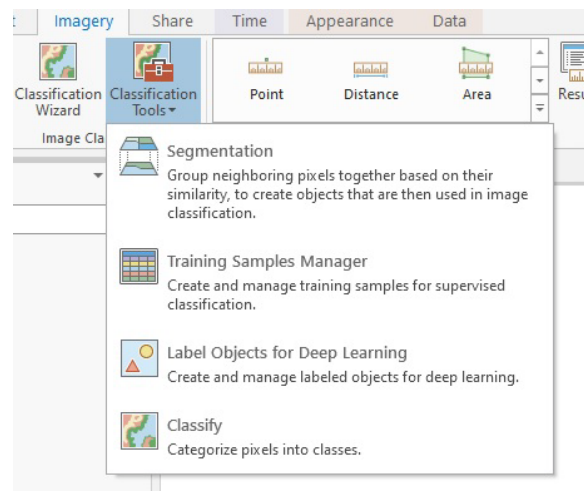 Imagery Share Time Appearance Data
Classification Wizard
Classification Tools
Point
Distance
Area
Image Cla
Segmentation
Group neighboring pixels together based on their
similarity, to create objects that are then used in image
classification.
Training Samples Manager
Create and manage training samples for supervised
classification.
Label Objects for Deep Learning
Create and manage labeled objects for deep learning.
Classify
Categorize pixels into classes.